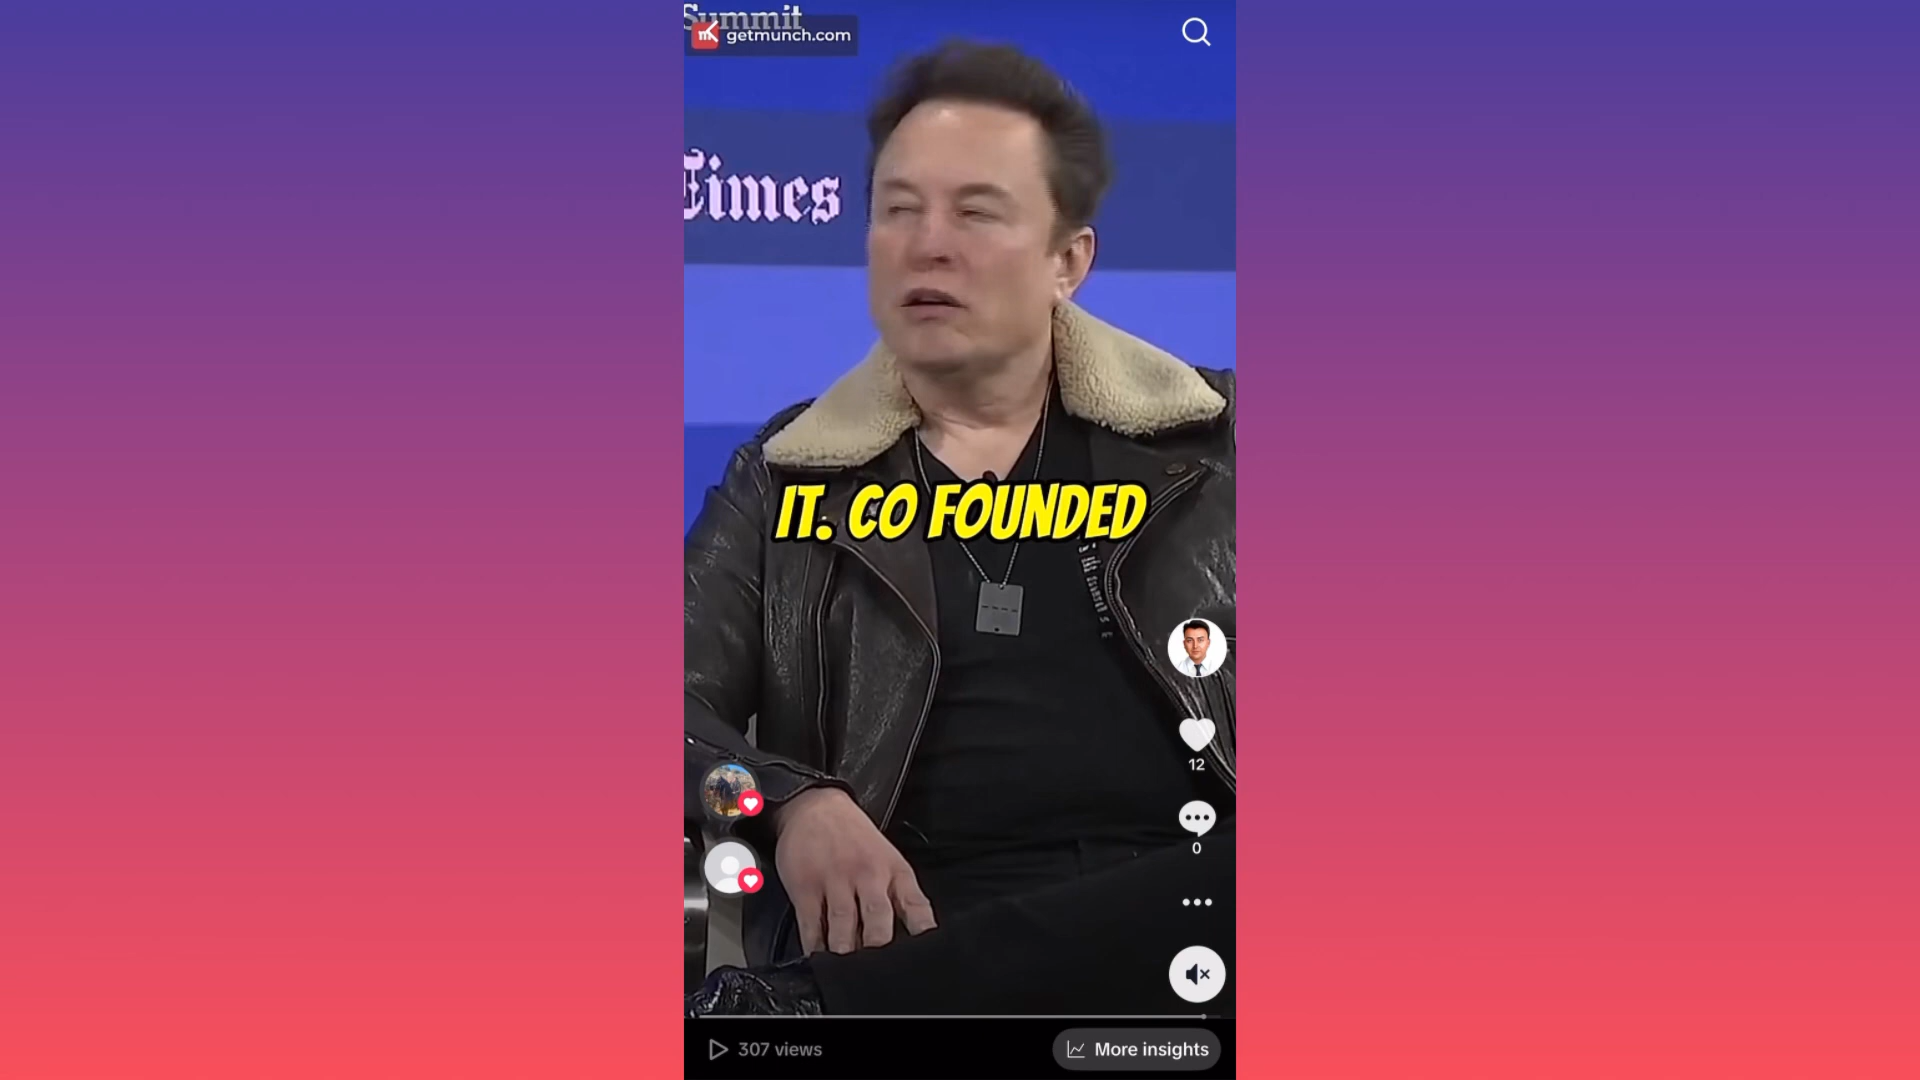 Summit
getmunch.com
Times
IT. CO FOUNDED
12
0
307 views
More insights